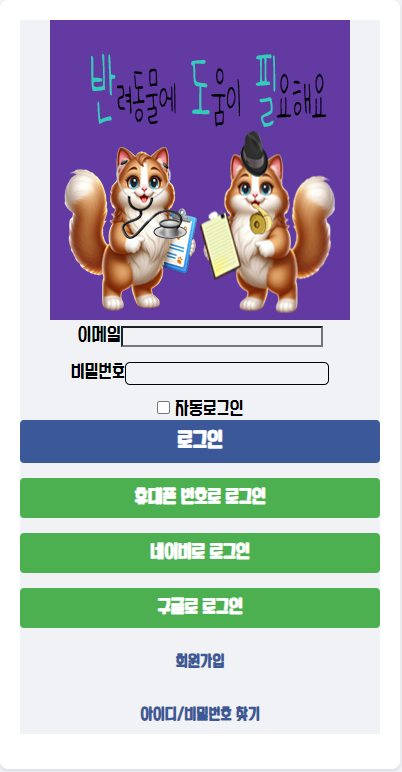 반려동물에 도움이 필요해요
이메일
비밀번호
자동로그인
로그인
휴대폰 번호로 로그인
네이버로 로그인
구글로 로그인
회원가입
아이디/비밀번호 찾기